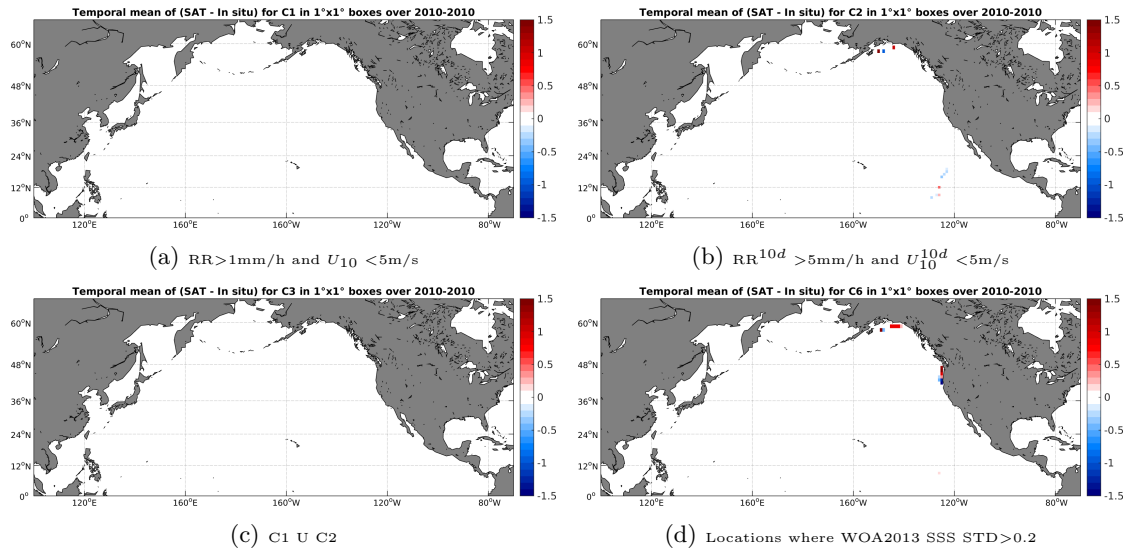 Temporal mean of (SAT - In situ) for C1 in 1°x1° boxes over 2010-2010
60°N
48°N
36°N
24°N
12°N
0°
120°E
160°E
160°W
120°W
80°W
1.5
1
0.5
0
-0.5
-1
-1.5
(a) RR>1mm/h and U10 <5m/s
Temporal mean of (SAT - In situ) for C2 in 1°x1° boxes over 2010-2010
60°N
48°N
36°N
24°N
12°N
0°
120°E
160°E
160°W
120°W
80°W
1.5
1
0.5
0
-0.5
-1
-1.5
(b) RR^10d >5mm/h and U10^10d <5m/s
Temporal mean of (SAT - In situ) for C3 in 1°x1° boxes over 2010-2010
60°N
48°N
36°N
24°N
12°N
0°
120°E
160°E
160°W
120°W
80°W
1.5
1
0.5
0
-0.5
-1
-1.5
(c) C1 U C2
Temporal mean of (SAT - In situ) for C6 in 1°x1° boxes over 2010-2010
60°N
48°N
36°N
24°N
12°N
0°
120°E
160°E
160°W
120°W
80°W
1.5
1
0.5
0
-0.5
-1
-1.5
(d) Locations where WOA2013 SSS STD>0.2